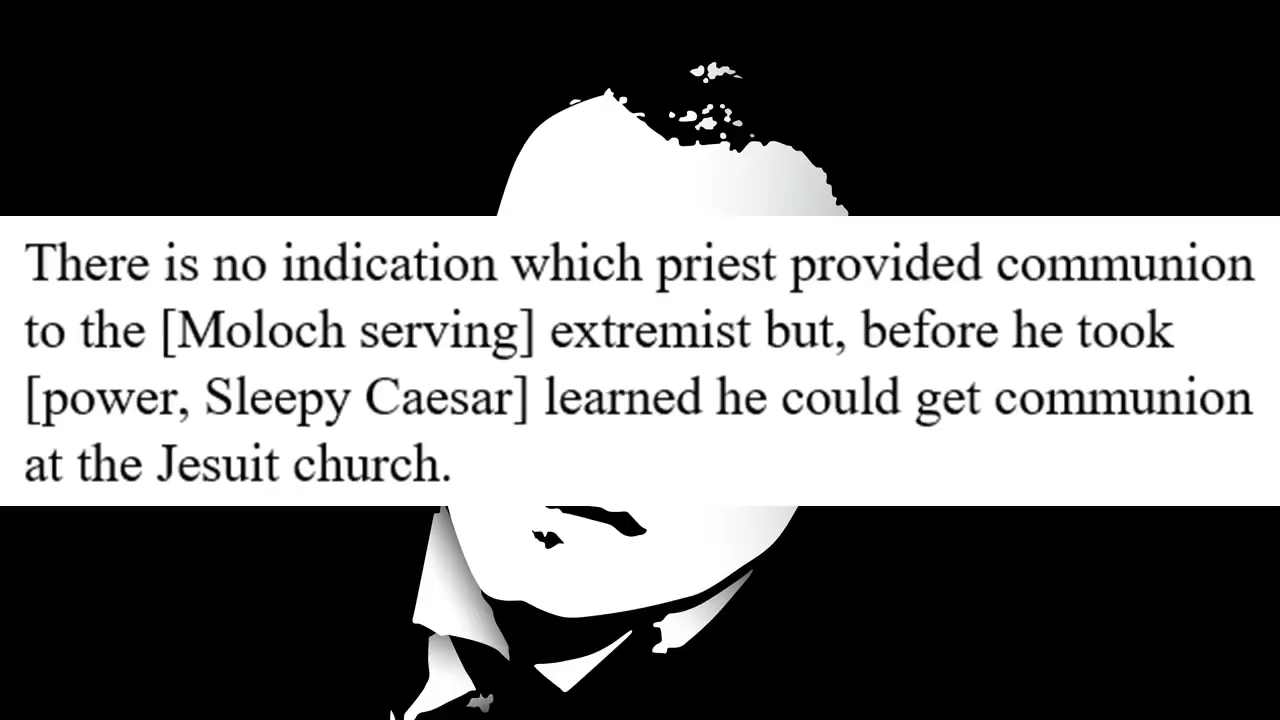 There is no indication which priest provided communion
to the [Moloch serving] extremist but, before he took
[power, Sleepy Caesar] learned he could get communion
at the Jesuit church.